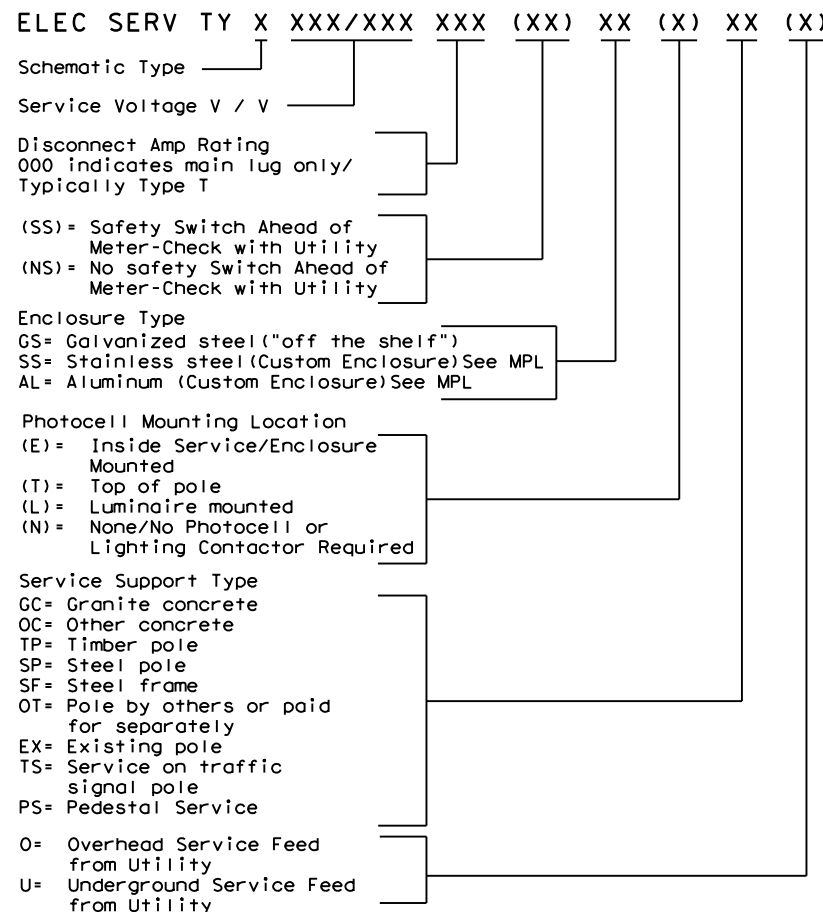 ELEC SERV TY X XXX/XXX XXX (XX) XX (X) XX (X)
Schematic Type
Service Voltage V / V
Disconnect Amp Rating
000 indicates main lug only/
Typically Type T
(SS)= Safety Switch Ahead of
Meter-Check with Utility
(NS)= No safety Switch Ahead of
Meter-Check with Utility
Enclosure Type
GS= Galvanized steel("off the shelf")
SS= Stainless steel(Custom Enclosure)See MPL
AL= Aluminum (Custom Enclosure)See MPL
Photocell Mounting Location
(E)= Inside Service/Enclosure
Mounted
(T)= Top of pole
(L)= Luminaire mounted
(N)= None/No Photocell or
Lighting Contactor Required
Service Support Type
GC= Granite concrete
OC= Other concrete
TP= Timber pole
SP= Steel pole
SF= Steel frame
OT= Pole by others or paid
for separately
EX= Existing pole
TS= Service on traffic
signal pole
PS= Pedestal Service
O= Overhead Service Feed
from Utility
U= Underground Service Feed
from Utility